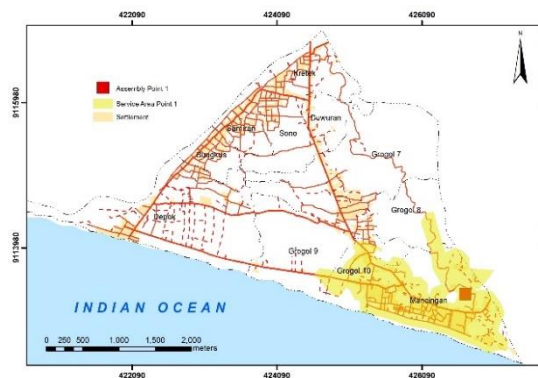 422090 424090 426090
N
Assembly Point 1
Service Area Point 1
Settlement
Kretek
9115980
9115980
Duwuran
Sono
Grogol 7
Grogol 8
Depok
9113980
9113980
Grogol 9
Grogol 10
Mancingan
INDIAN OCEAN
0 250 500 1,000 1,500 2,000
meters
422090 424090 426090